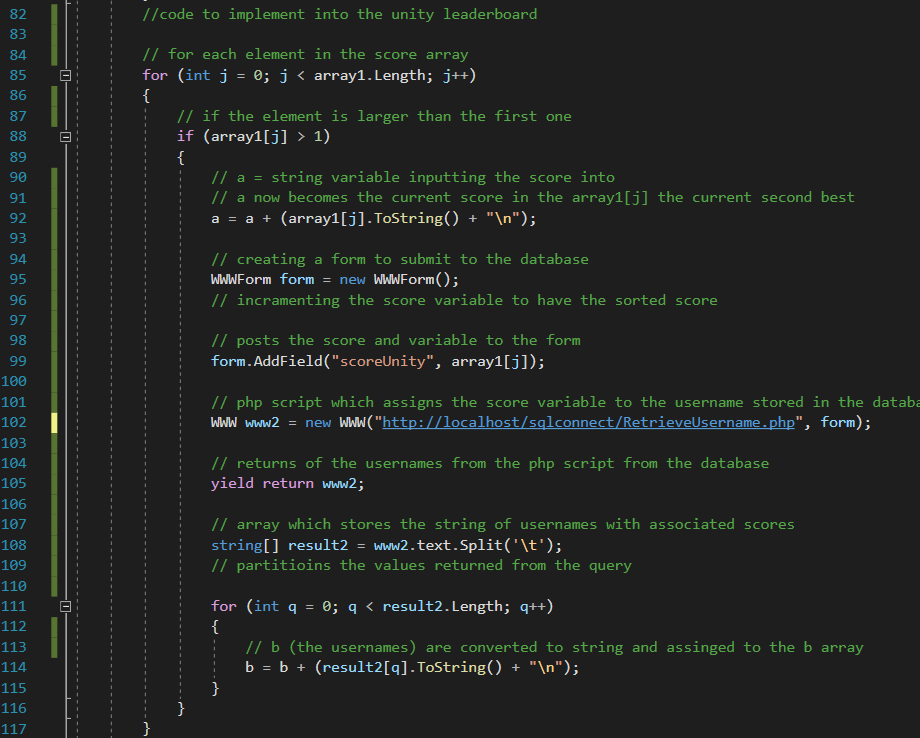 82 //code to implement into the unity leaderboard
83
84 // for each element in the score array
85 for (int j = 0; j < array1.Length; j++)
86 {
87 // if the element is larger than the first one
88 if (array1[j] > 1)
89 {
90 // a = string variable inputting the score into
91 // a now becomes the current score in the array1[j] the current second best
92 a = a + (array1[j].ToString() + "\n");
93
94 // creating a form to submit to the database
95 WWWForm form = new WWWForm();
96 // incramenting the score variable to have the sorted score
97
98 // posts the score and variable to the form
99 form.AddField("scoreUnity", array1[j]);
100
101 // php script which assigns the score variable to the username stored in the
102 WWW www2 = new WWW("http://localhost/sqlconnect/RetrieveUsername.php", form);
103
104 // returns of the usernames from the php script from the database
105 yield return www2;
106
107 // array which stores the string of usernames with associated scores
108 string[] result2 = www2.text.Split('\t');
109 // partitioins the values returned from the query
110
111 for (int q = 0; q < result2.Length; q++)
112 {
113 // b (the usernames) are converted to string and assinged to the b array
114 b = b + (result2[q].ToString() + "\n");
115 }
116 }
117 }